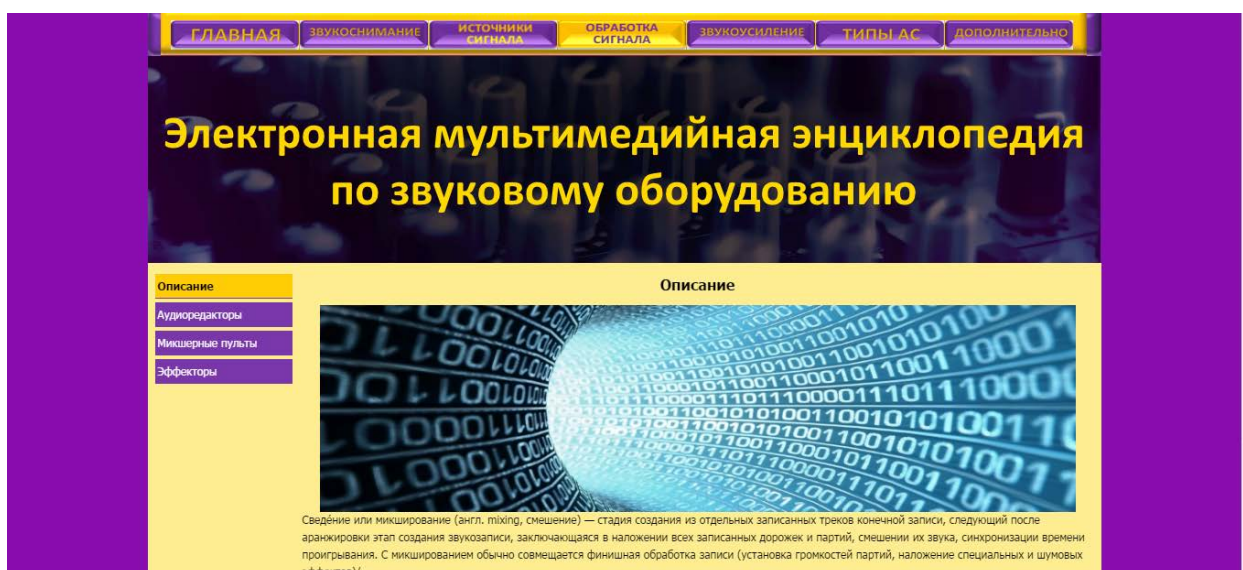 ГЛАВНАЯ
ЗВУКОСНИМАНИЕ
ИСТОЧНИКИ
СИГНАЛА
ОБРАБОТКА
СИГНАЛА
ЗВУКОУСИЛЕНИЕ
ТИПЫ АС
ДОПОЛНИТЕЛЬНО
Электронная мультимедийная энциклопедия
по звуковому оборудованию
Описание
Аудиоредакторы
Микшерные пульты
Эффекторы
Описание
Сведе́ние или микширование (англ. mixing, смешение) — стадия создания из отдельных записанных треков конечной записи, следующий после
аранжировки этап создания звукозаписи, заключающаяся в наложении всех записанных дорожек и партий, смешении их звука, синхронизации времени
проигрывания. С микшированием обычно совмещается финишная обработка записи (установка громкостей партий, наложение специальных и шумовых